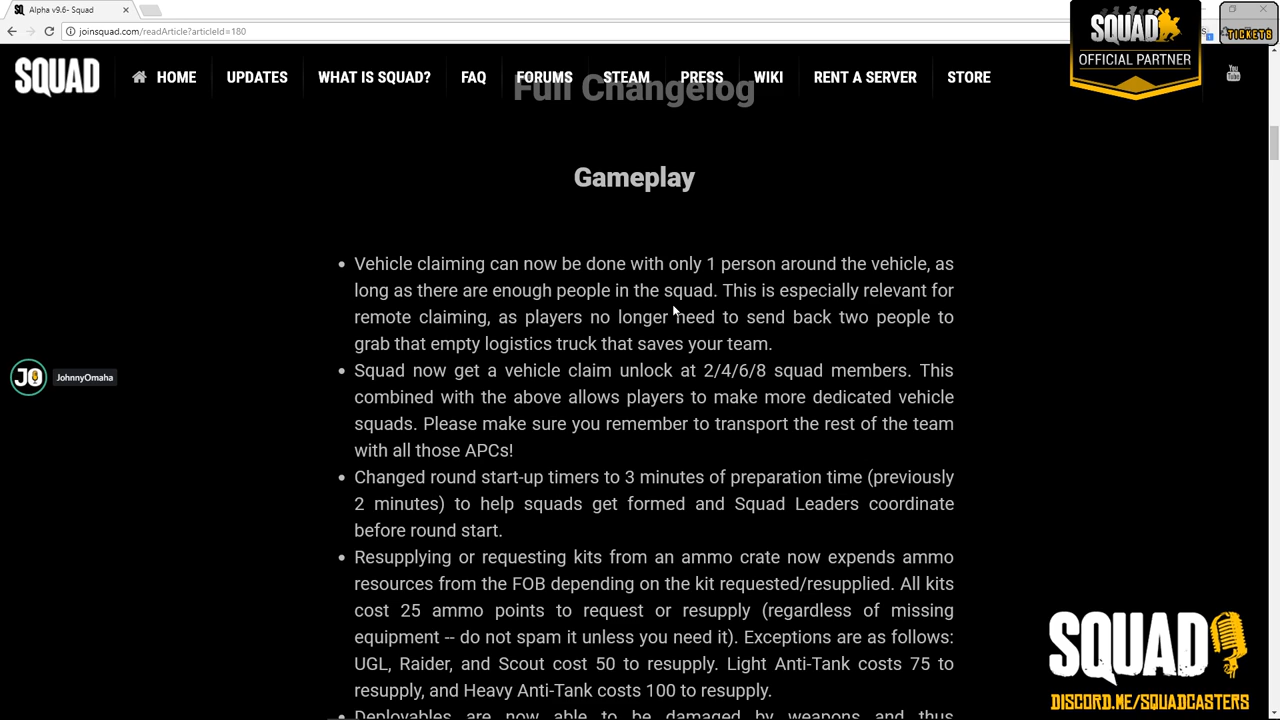 Alpha v9.6- Squad
joinsquad.com/readArticle?articleId=180
SQUAD
HOME
UPDATES
WHAT IS SQUAD?
FAQ
FORUMS
STEAM
PRESS
WIKI
RENT A SERVER
STORE
SQUAD
OFFICIAL PARTNER
TICKETS
You
Full Changelog
Gameplay
Vehicle claiming can now be done with only 1 person around the vehicle, as
long as there are enough people in the squad. This is especially relevant for
remote claiming, as players no longer need to send back two people to
grab that empty logistics truck that saves your team.
Squad now get a vehicle claim unlock at 2/4/6/8 squad members. This
combined with the above allows players to make more dedicated vehicle
squads. Please make sure you remember to transport the rest of the team
with all those APCs!
Changed round start-up timers to 3 minutes of preparation time (previously
2 minutes) to help squads get formed and Squad Leaders coordinate
before round start.
Resupplying or requesting kits from an ammo crate now expends ammo
resources from the FOB depending on the kit requested/resupplied. All kits
cost 25 ammo points to request or resupply (regardless of missing
equipment -- do not spam it unless you need it). Exceptions are as follows:
UGL, Raider, and Scout cost 50 to resupply. Light Anti-Tank costs 75 to
resupply, and Heavy Anti-Tank costs 100 to resupply.
Deployables are now able to be damaged by weapons and thus
JO
JohnnyOmaha
SQUAD
DISCORD.ME/SQUADCASTERS